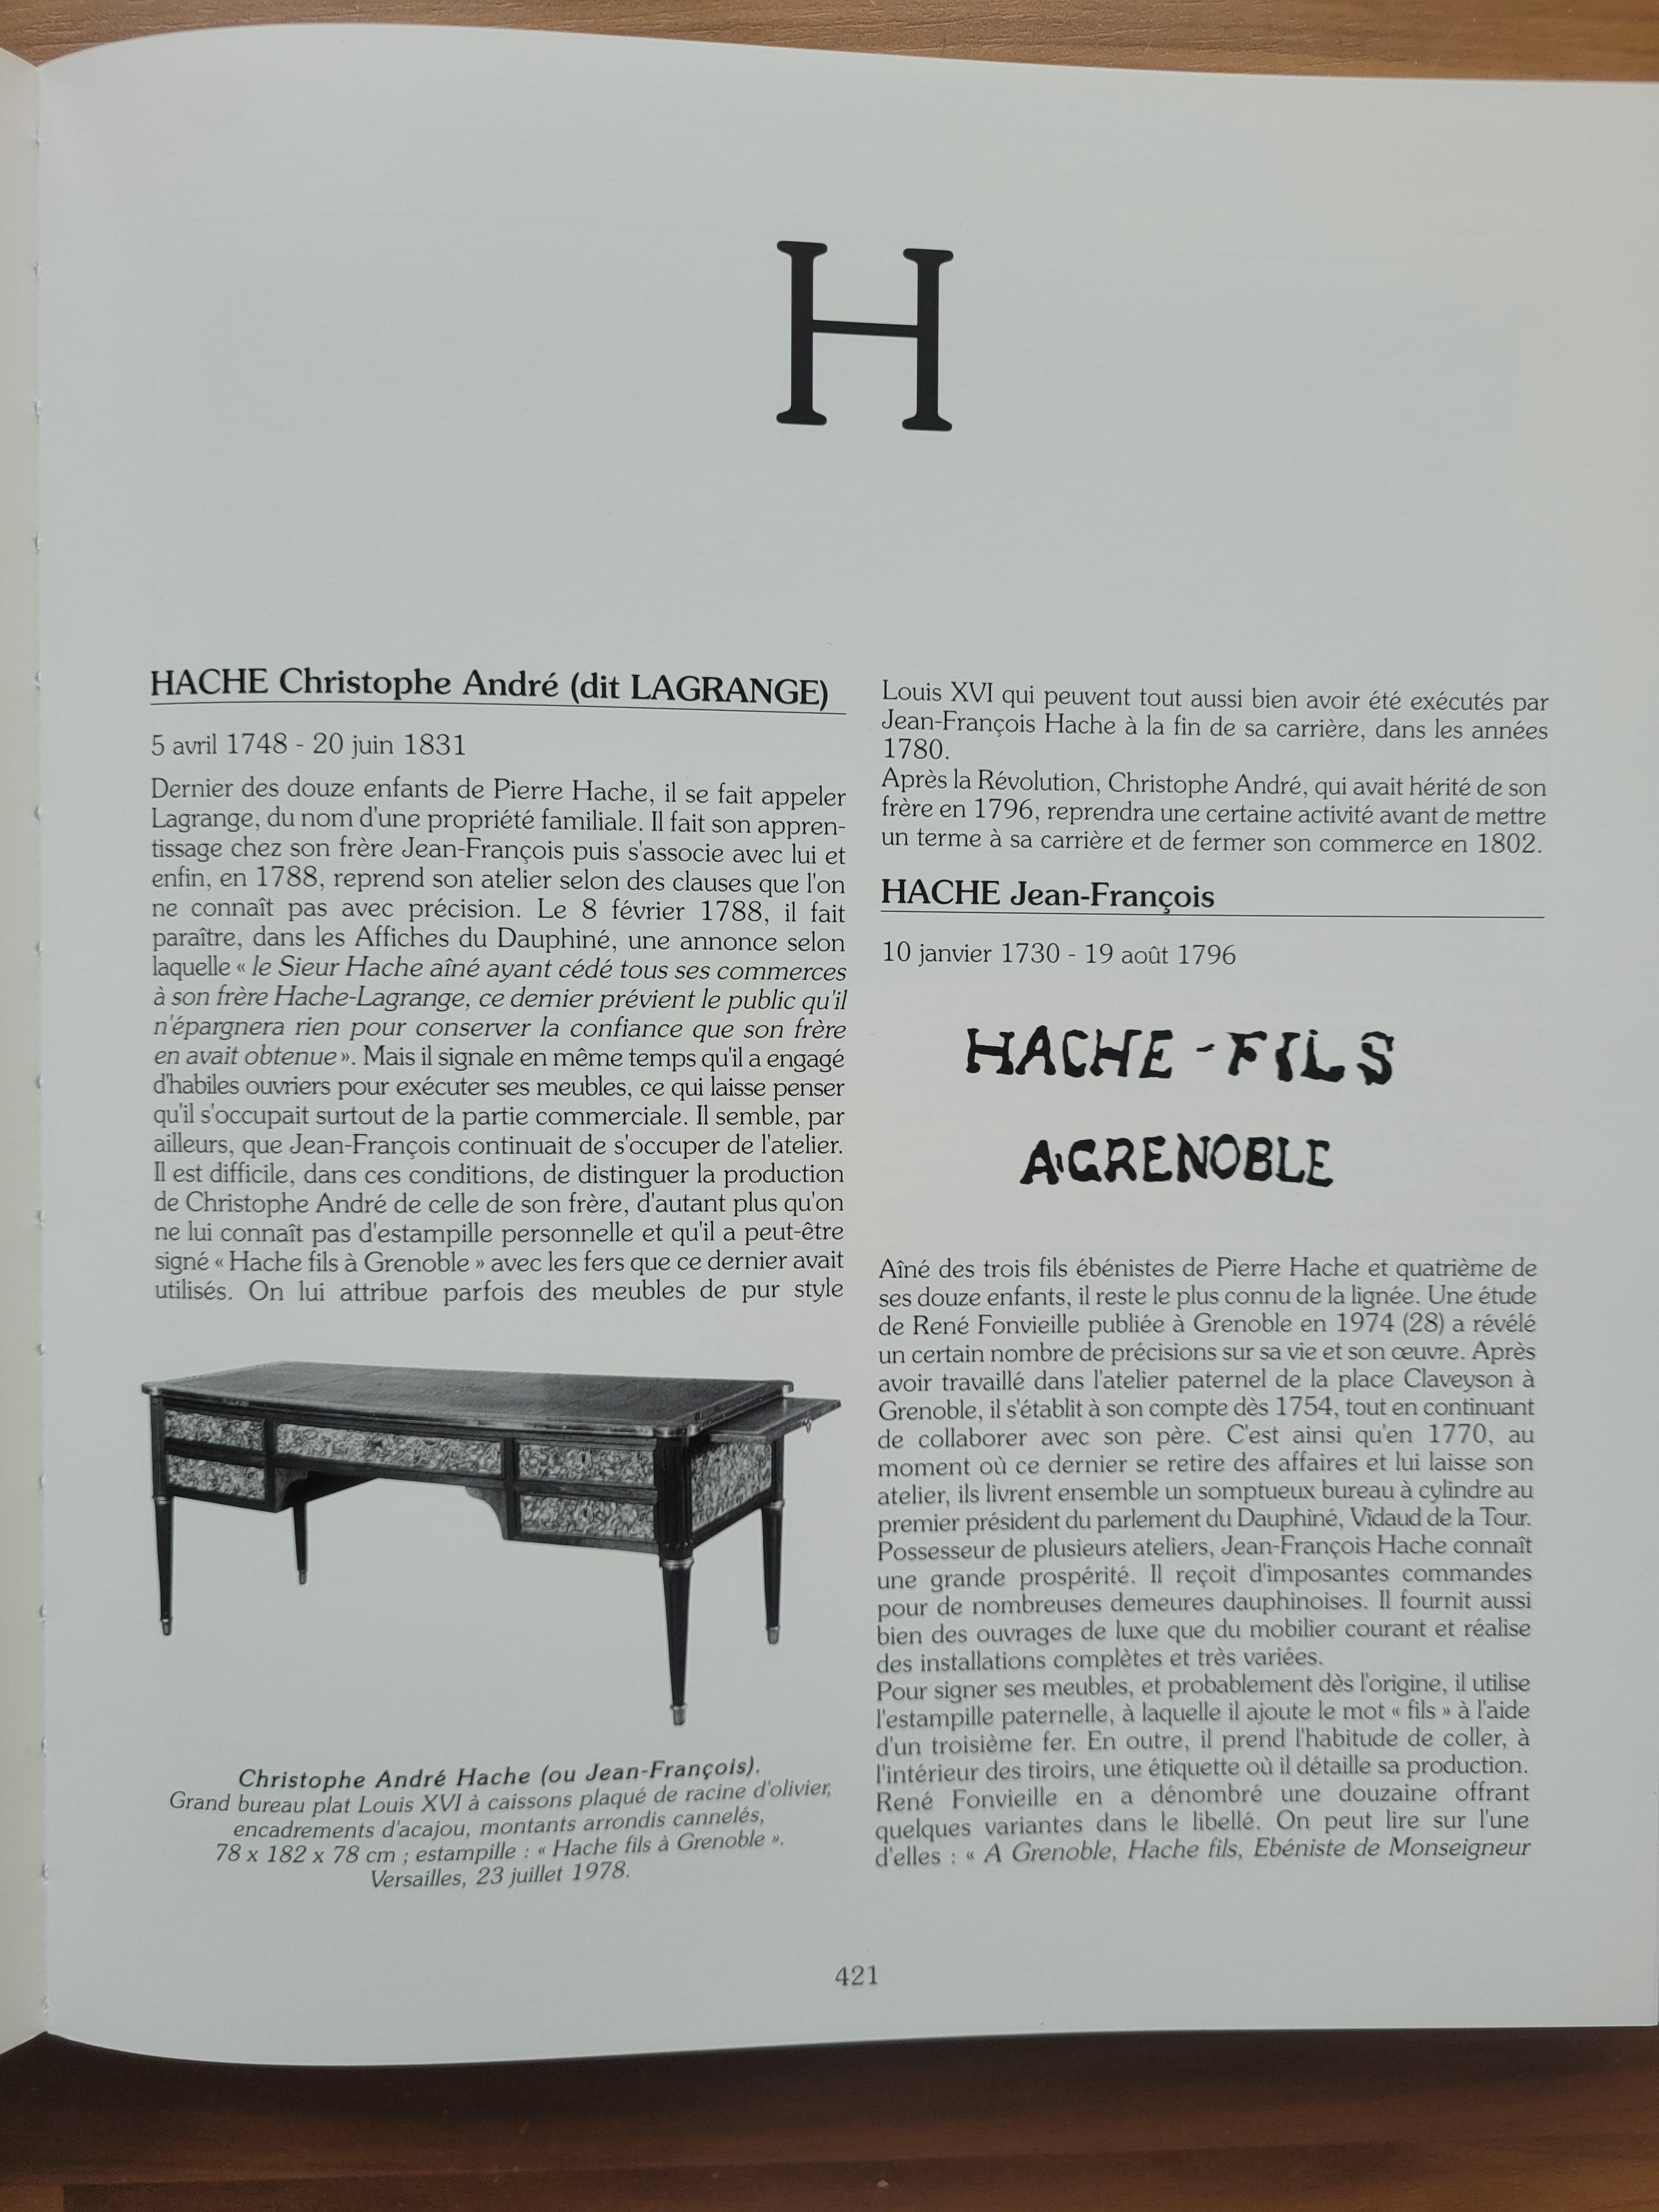 H
HACHE Christophe André (dit LAGRANGE)
5 avril 1748 - 20 juin 1831
Dernier des douze enfants de Pierre Hache, il se fait appeler
Lagrange, du nom d'une propriété familiale. Il fait son appren-
tissage chez son frère Jean-François puis s'associe avec lui et
enfin, en 1788, reprend son atelier selon des clauses que l'on
ne connaît pas avec précision. Le 8 février 1788, il fait
paraître, dans les Affiches du Dauphiné, une annonce selon
laquelle « le Sieur Hache aîné ayant cédé tous ses commerces
à son frère Hache-Lagrange, ce dernier prévient le public qu'il
n'épargnera rien pour conserver la confiance que son frère
en avait obtenue ». Mais il signale en même temps qu'il a engagé
d'habiles ouvriers pour exécuter ses meubles, ce qui laisse penser
qu'il s'occupait surtout de la partie commerciale. Il semble, par
ailleurs, que Jean-François continuait de s'occuper de l'atelier.
Il est difficile, dans ces conditions, de distinguer la production
de Christophe André de celle de son frère, d'autant plus qu'on
ne lui connaît pas d'estampille personnelle et qu'il a peut-être
signé « Hache fils à Grenoble » avec les fers que ce dernier avait
utilisés. On lui attribue parfois des meubles de pur style
Christophe André Hache (ou Jean-François).
Grand bureau plat Louis XVI à caissons plaqué de racine d'olivier,
encadrements d'acajou, montants arrondis cannelés,
78 x 182 x 78 cm ; estampille : « Hache fils à Grenoble ».
Versailles, 23 juillet 1978.
Louis XVI qui peuvent tout aussi bien avoir été exécutés par
Jean-François Hache à la fin de sa carrière, dans les années
1780.
Après la Révolution, Christophe André, qui avait hérité de son
frère en 1796, reprendra une certaine activité avant de mettre
un terme à sa carrière et de fermer son commerce en 1802.
HACHE Jean-François
10 janvier 1730 - 19 août 1796
HACHE - FILS
A GRENOBLE
Aîné des trois fils ébénistes de Pierre Hache et quatrième de
ses douze enfants, il reste le plus connu de la lignée. Une étude
de René Fonvieille publiée à Grenoble en 1974 (28) a révélé
un certain nombre de précisions sur sa vie et son œuvre. Après
avoir travaillé dans l'atelier paternel de la place Claveyson à
Grenoble, il s'établit à son compte dès 1754, tout en continuant
de collaborer avec son père. C'est ainsi qu'en 1770, au
moment où ce dernier se retire des affaires et lui laisse son
atelier, ils livrent ensemble un somptueux bureau à cylindre au
premier président du parlement du Dauphiné, Vidaud de la Tour.
Possesseur de plusieurs ateliers, Jean-François Hache connaît
une grande prospérité. Il reçoit d'imposantes commandes
pour de nombreuses demeures dauphinoises. Il fournit aussi
bien des ouvrages de luxe que du mobilier courant et réalise
des installations complètes et très variées.
Pour signer ses meubles, et probablement dès l'origine, il utilise
l'estampille paternelle, à laquelle il ajoute le mot « fils » à l'aide
d'un troisième fer. En outre, il prend l'habitude de coller, à
l'intérieur des tiroirs, une étiquette où il détaille sa production.
René Fonvieille en a dénombré une douzaine offrant
quelques variantes dans le libellé. On peut lire sur l'une
d'elles : « A Grenoble, Hache fils, Ebéniste de Monseigneur
421